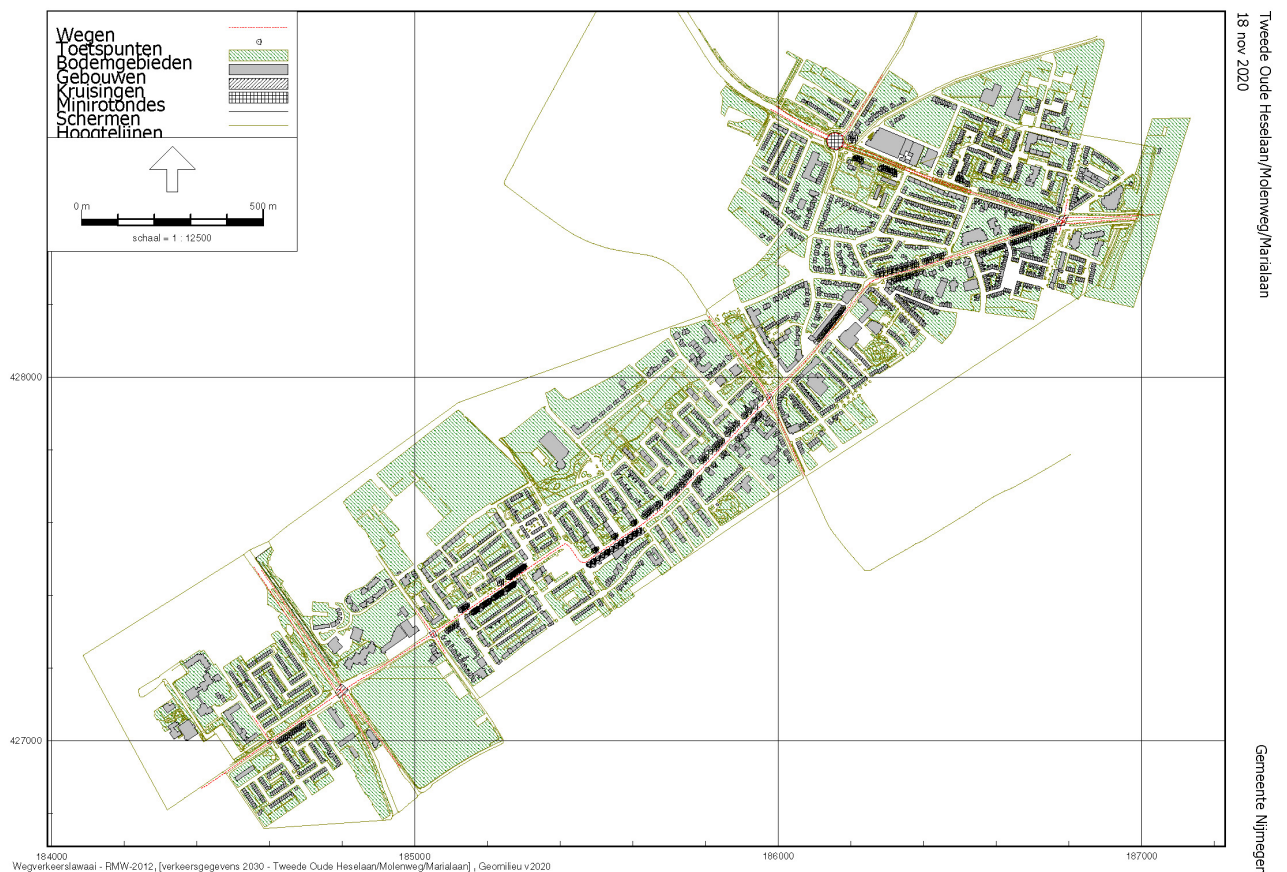 Wegen
Toetspunten
Bodemgebieden
Gebouwen
Kruisingen
Minirotondes
Schermen
Hoogtelijnen
0 m
500 m
schaal = 1 : 12500
Tweede Oude Heselaan/Molenweg/Marialaan
18 nov 2020
428000
427000
Gemeente Nijmegen
184000
185000
186000
187000
Wegverkeerslawaai - RMW-2012, [verkeersgegevens 2030 - Tweede Oude Heselaan/Molenweg/Marialaan] , Geomilieu v2020